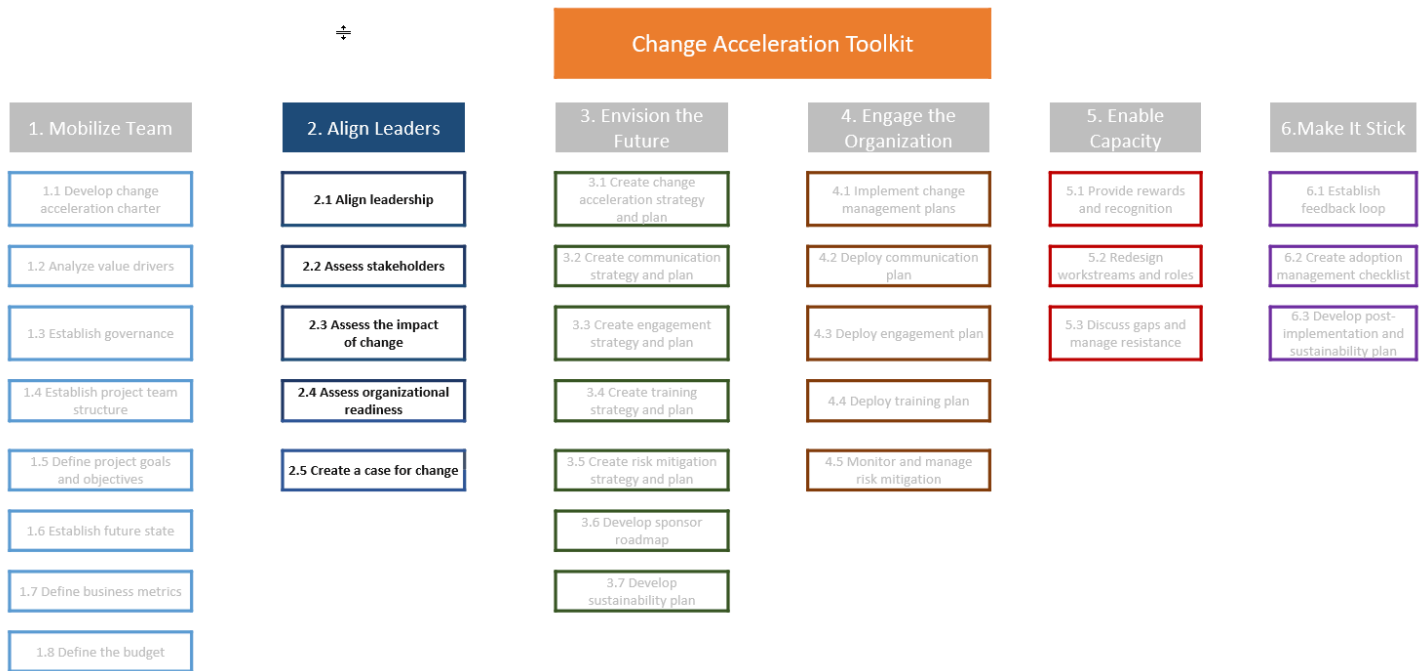 Change Acceleration Toolkit
1. Mobilize Team
1.1 Develop change
acceleration charter
1.2 Analyze value drivers
1.3 Establish governance
1.4 Establish project team
structure
1.5 Define project goals
and objectives
1.6 Establish future state
1.7 Define business metrics
1.8 Define the budget
2. Align Leaders
2.1 Align leadership
2.2 Assess stakeholders
2.3 Assess the impact
of change
2.4 Assess organizational
readiness
2.5 Create a case for change
3. Envision the
Future
3.1 Create change
acceleration strategy
and plan
3.2 Create communication
strategy and plan
3.3 Create engagement
strategy and plan
3.4 Create training
strategy and plan
3.5 Create risk mitigation
strategy and plan
3.6 Develop sponsor
roadmap
3.7 Develop
sustainability plan
4. Engage the
Organization
4.1 Implement change
management plans
4.2 Deploy communication
plan
4.3 Deploy engagement plan
4.4 Deploy training plan
4.5 Monitor and manage
risk mitigation
5. Enable
Capacity
5.1 Provide rewards
and recognition
5.2 Redesign
workstreams and roles
5.3 Discuss gaps and
manage resistance
6.Make It Stick
6.1 Establish
feedback loop
6.2 Create adoption
management checklist
6.3 Develop post-
implementation and
sustainability plan